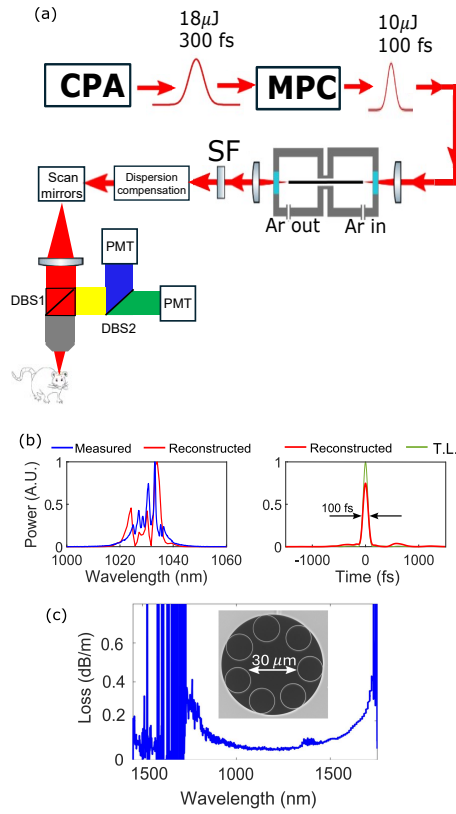 (a)
18μJ
300 fs
10μJ
100 fs
CPA
MPC
SF
Scan
mirrors
Dispersion
compensation
Ar out
Ar in
PMT
DBS1
PMT
DBS2
(b)
Measured
Reconstructed
Reconstructed
T.L.
1
0.5
0
Power (A.U.)
1000
1020
1040
1060
Wavelength (nm)
1
0.5
0
100 fs
-1000
0
1000
Time (fs)
(c)
0.8
0.6
0.4
0.2
0
Loss (dB/m)
30 μm
1500
1000
1500
Wavelength (nm)